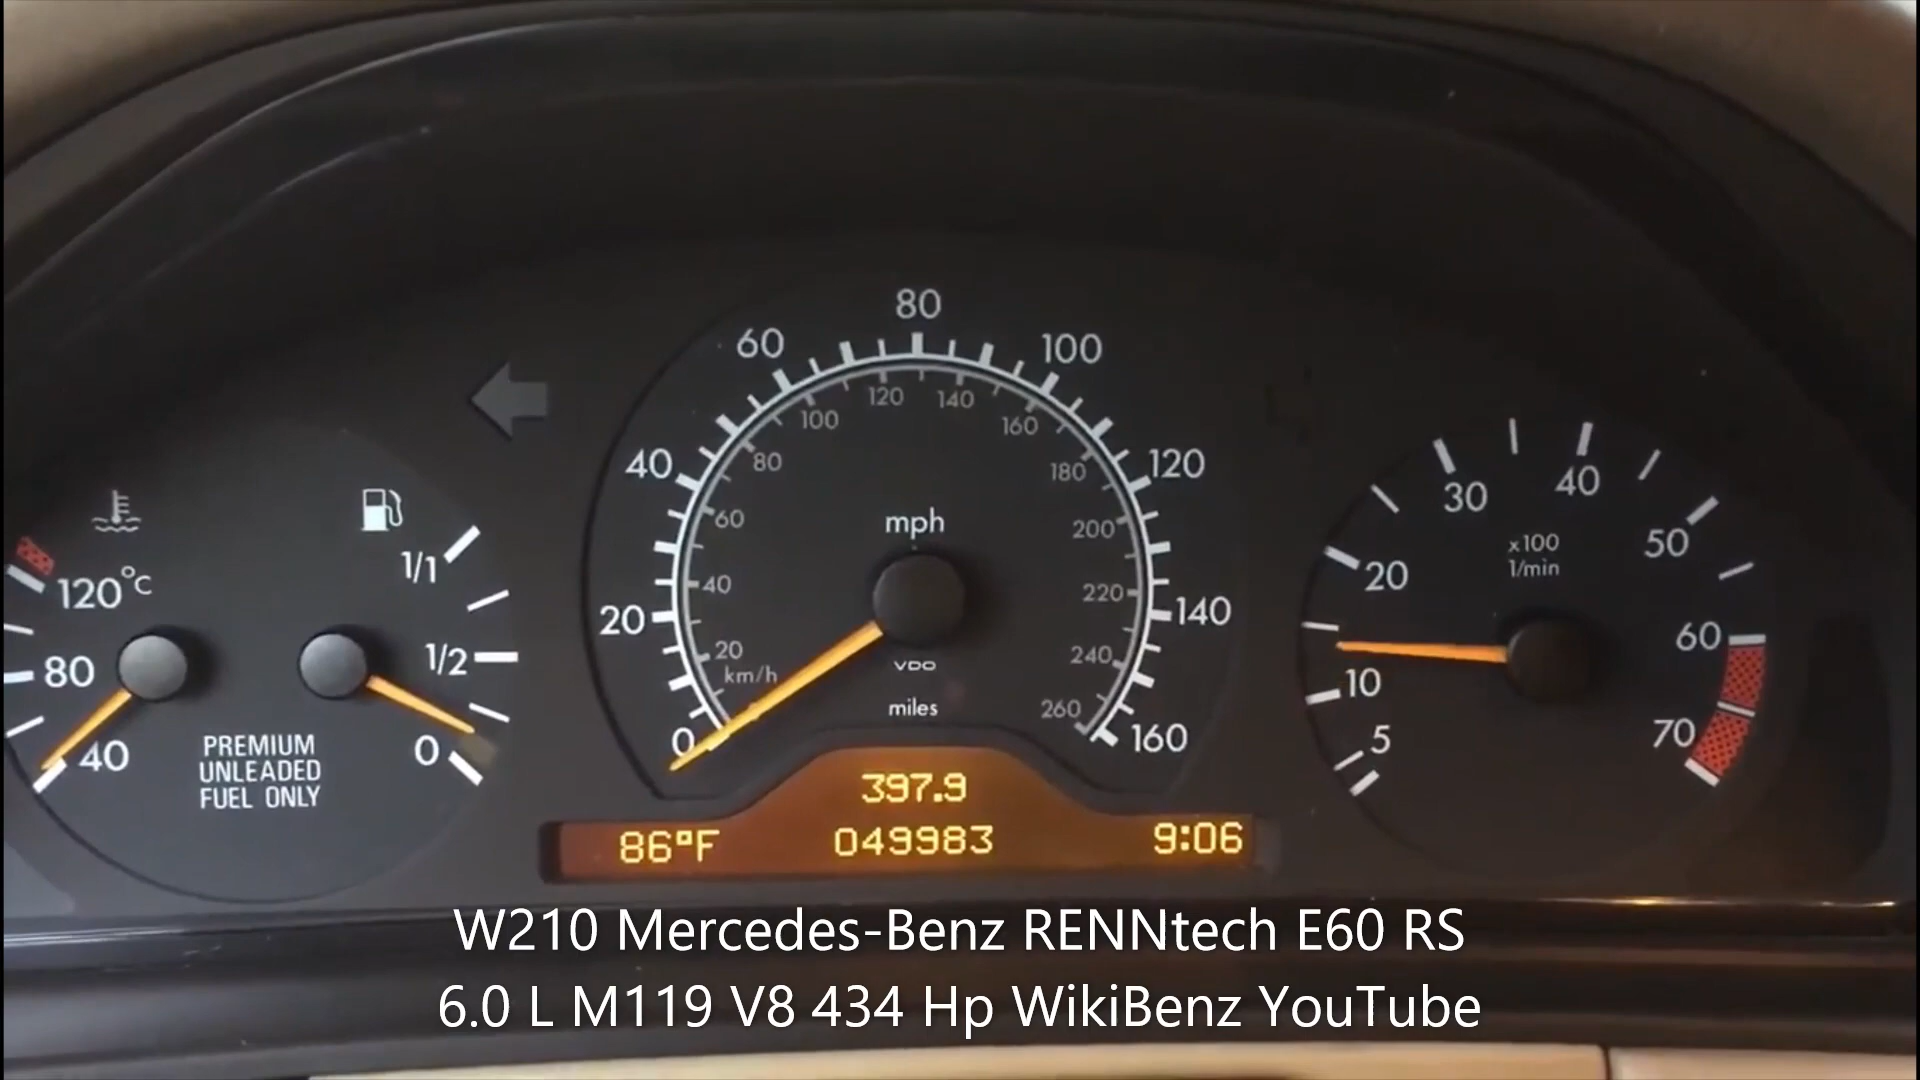 120°C
80
40
PREMIUM
UNLEADED
FUEL ONLY
1/1
1/2
0
0
20
40
60
80
100
120
140
160
20
40
60
80
100
120
140
160
180
200
220
240
260
km/h
mph
VDO
miles
397.9
86°F 049983 9:06
5
10
20
30
40
50
60
70
x100
1/min
W210 Mercedes-Benz RENNtech E60 RS
6.0 L M119 V8 434 Hp WikiBenz YouTube